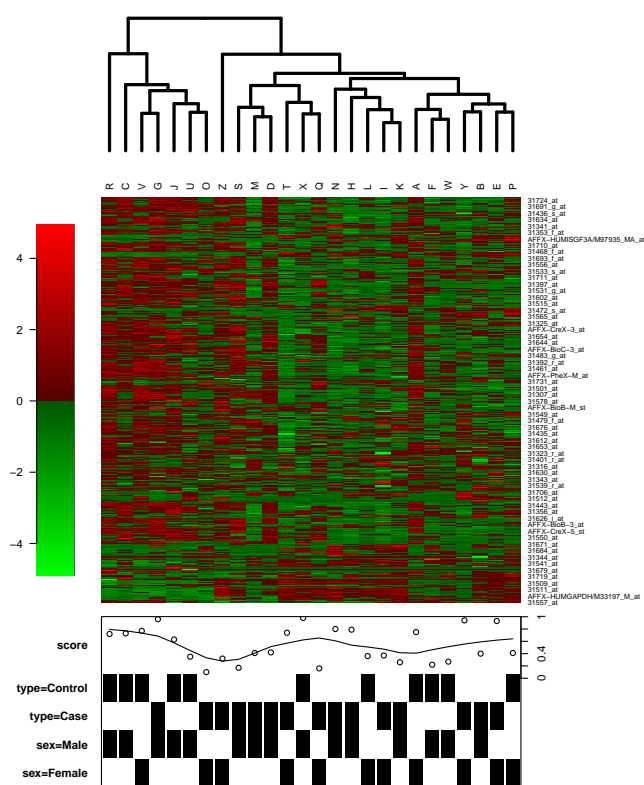 R C V G J U O Z S M D T X Q N H L I K A F W Y B E P
31724_at
31691_g_at
31436_s_at
31634_at
31341_at
31353_f_at
AFFX−HUMISGF3A/M97935_MA_at
31710_at
31468_f_at
31693_f_at
31556_at
31533_s_at
31711_at
31397_at
31531_g_at
31602_at
31515_at
31472_s_at
31565_at
31325_at
AFFX−CreX−3_at
31654_at
31644_at
AFFX−BioC−3_at
31483_g_at
31392_r_at
31461_at
AFFX−PheX−M_at
31731_at
31501_at
31307_at
31578_at
AFFX−BioB−M_st
31549_at
31479_f_at
31676_at
31435_at
31612_at
31653_at
31323_r_at
31401_r_at
31316_at
31630_at
31343_at
31539_r_at
31706_at
31512_at
31443_at
31356_at
31626_i_at
AFFX−BioB−3_at
AFFX−CreX−5_st
31550_at
31671_at
31684_at
31344_at
31541_at
31679_at
31719_at
31509_at
31511_at
AFFX−HUMGAPDH/M33197_M_at
31557_at
4
2
0
−2
−4
score
0 0.4 1
type=Control
type=Case
sex=Male
sex=Female